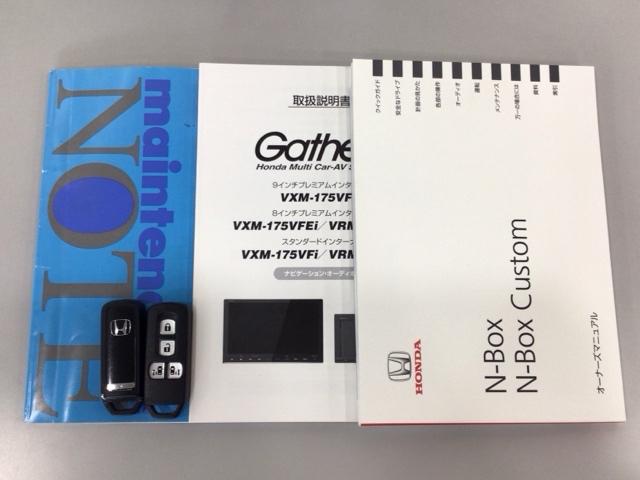 maintenan
NOTE
取扱説明書
Gathe
Honda Multi Car-AV S
9インチプレミアムインタ
VXM-175VF
8インチプレミアムインタ
VXM-175VFEi/VRM
スタンダードインターナ
VXM-175VFi/VRM
ナビゲーション・オーディオ
クイックガイド
安全なドライブ
計器の見かた
各部の操作
オーディオ
運転
メンテナンス
万一の場合には
資料
索引
HONDA
N-Box
N-Box Custom
オーナーズマニュアル